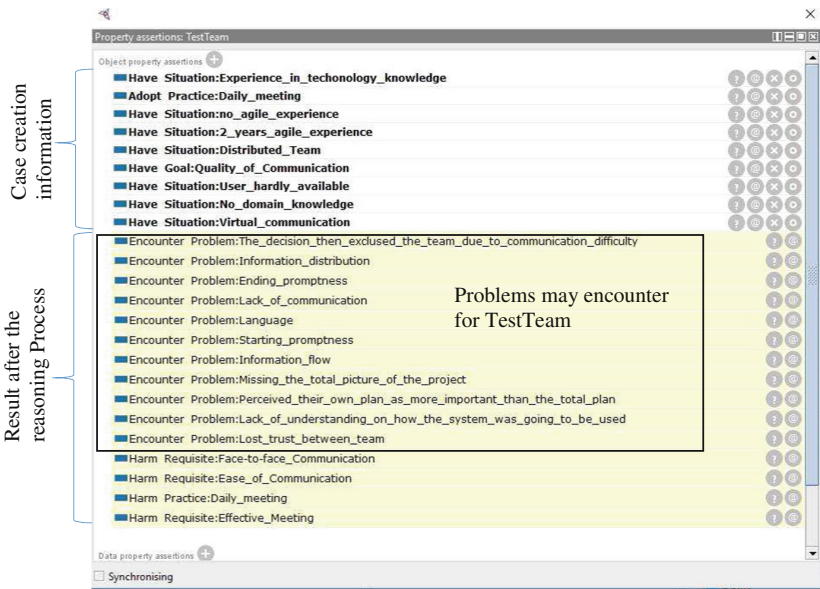 Property assertions: TestTeam
Object property assertions
Case creation
information
Have Situation:Experience_in_techonology_knowledge
Adopt Practice:Daily_meeting
Have Situation:no_agile_experience
Have Situation:2_years_agile_experience
Have Situation:Distributed_Team
Have Goal:Quality_of_Communication
Have Situation:User_hardly_available
Have Situation:No_domain_knowledge
Have Situation:Virtual_communication
Result after the
reasoning Process
Encounter Problem:The_decision_then_exclused_the_team_due_to_communication_difficulty
Encounter Problem:Information_distribution
Encounter Problem:Ending_promptness
Encounter Problem:Lack_of_communication
Encounter Problem:Language
Encounter Problem:Starting_promptness
Encounter Problem:Information_flow
Encounter Problem:Missing_the_total_picture_of_the_project
Encounter Problem:Perceived_their_own_plan_as_more_important_than_the_total_plan
Encounter Problem:Lack_of_understanding_on_how_the_system_was_going_to_be_used
Encounter Problem:Lost_trust_between_team
Problems may encounter
for TestTeam
Harm Requisite:Face-to-face_Communication
Harm Requisite:Ease_of_Communication
Harm Practice:Daily_meeting
Harm Requisite:Effective_Meeting
Data property assertions
Synchronising